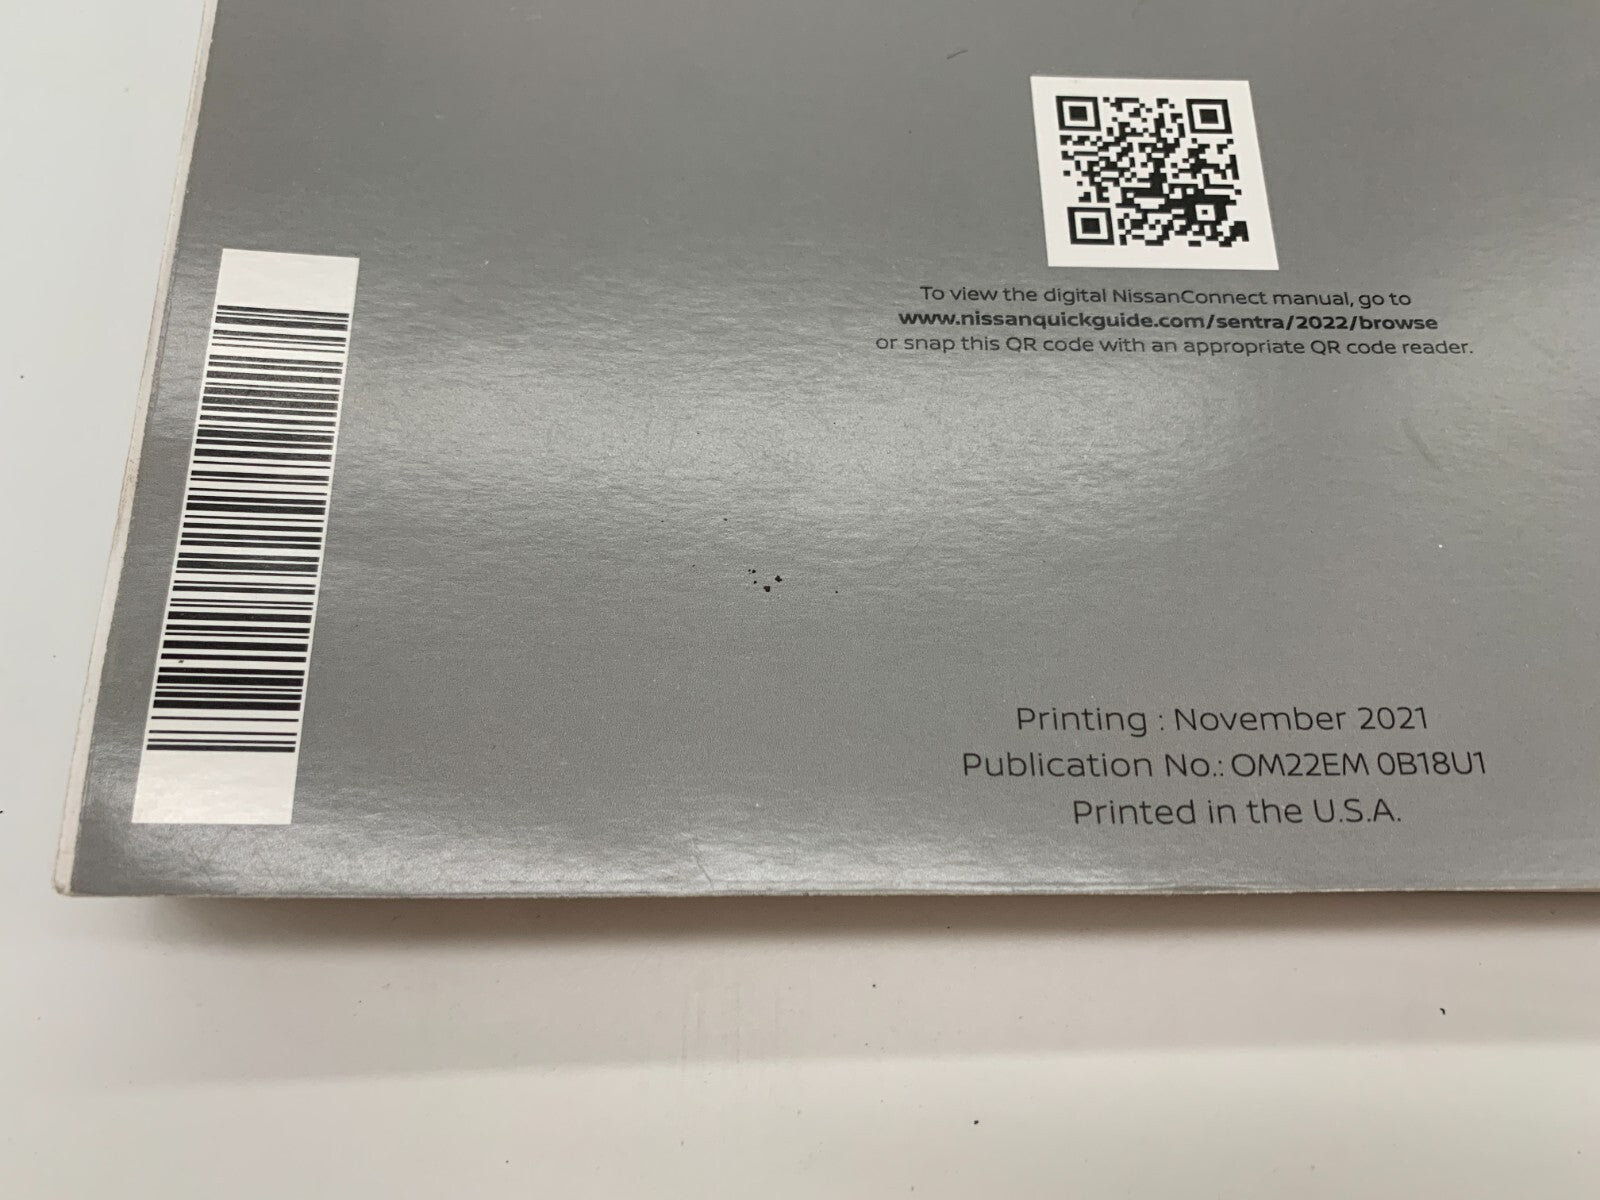 To view the digital NissanConnect manual, go to
www.nissanquickguide.com/sentra/2022/browse
or snap this QR code with an appropriate QR code reader.
Printing : November 2021
Publication No.: OM22EM 0B18U1
Printed in the U.S.A.